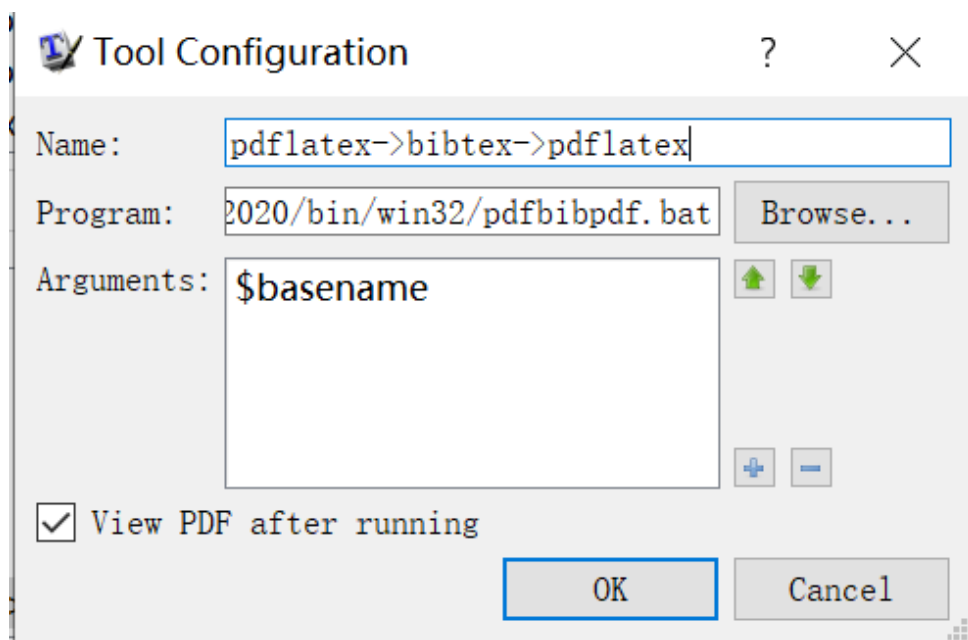 Tool Configuration
Name: pdflatex->bibtex->pdflatex
Program: 2020/bin/win32/pdfbibpdf.bat Browse...
Arguments: $basename
View PDF after running
OK Cancel